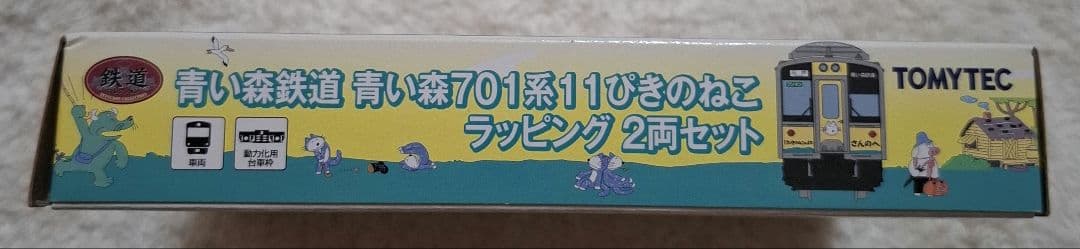 鉄道
青い森鉄道 青い森701系11ぴきのねこ
ラッピング 2両セット
車両
動力化用
台車枠
TOMYTEC
さんのへ